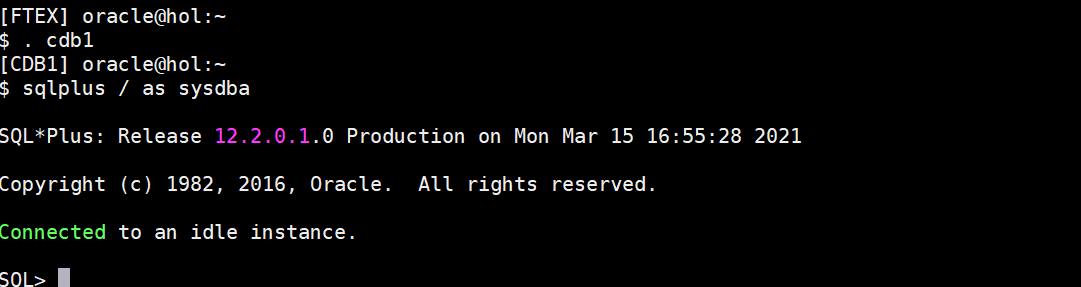 [FTEX] oracle@hol:~
$ . cdb1
[CDB1] oracle@hol:~
$ sqlplus / as sysdba
SQL*Plus: Release 12.2.0.1.0 Production on Mon Mar 15 16:55:28 2021
Copyright (c) 1982, 2016, Oracle.  All rights reserved.
Connected to an idle instance.
SQL>